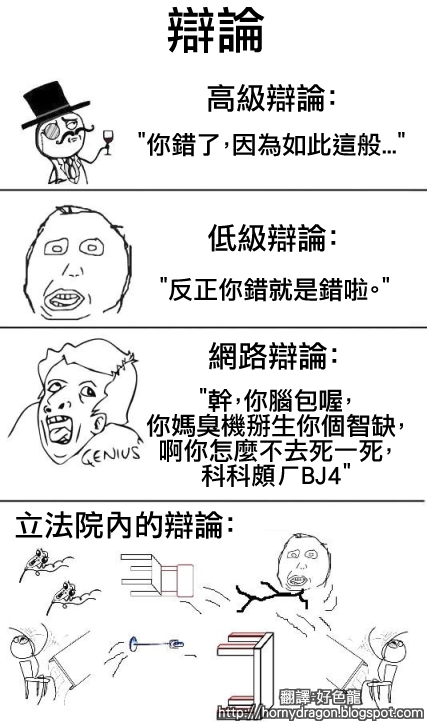 辯論
高級辯論：
"你錯了，因為如此這般..."
低級辯論：
"反正你錯就是錯啦。"
網路辯論：
"幹，你腦包喔，
你媽臭機掰生你個智缺，
啊你怎麼不去死一死，
科科頗ㄏBJ4"
GENIUS
立法院內的辯論：
翻譯：好色龍
http://hornydragon.blogspot.com/